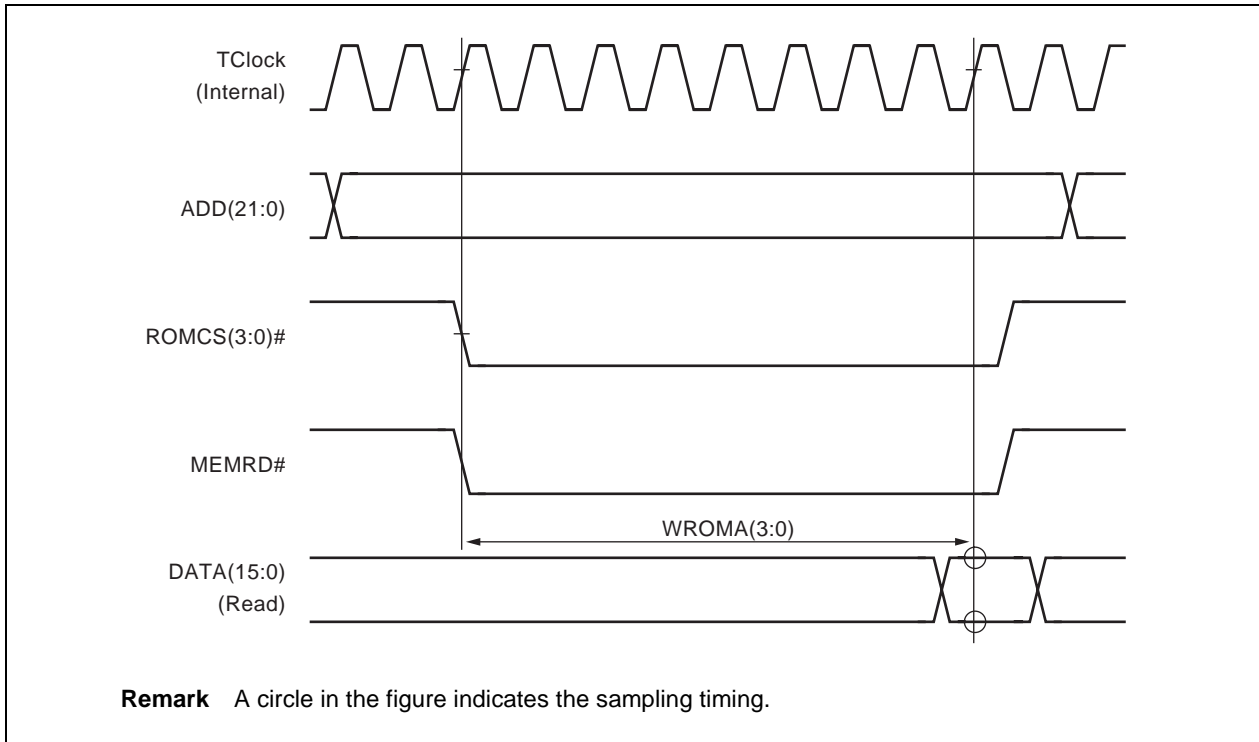 TClock
(Internal)
ADD(21:0)
ROMCS(3:0)#
MEMRD#
WROMA(3:0)
DATA(15:0)
(Read)
Remark A circle in the figure indicates the sampling timing.